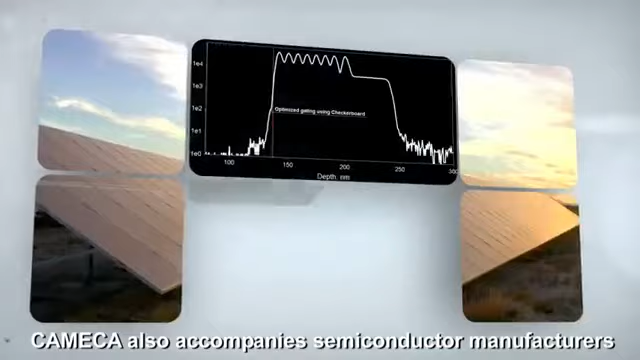 1e4
1e3
1e2
1e1
1e0
Optimized gating using Checkerboard
100 150 200 250 300
Depth, nm
CAMECA also accompanies semiconductor manufacturers